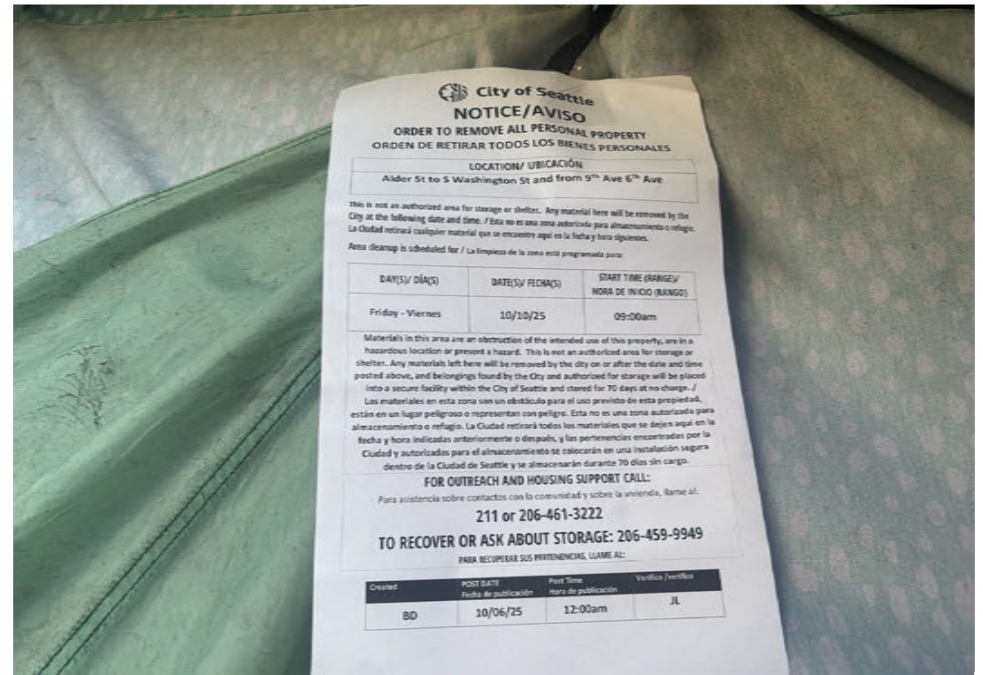 City of Seattle
NOTICE/AVISO
ORDER TO REMOVE ALL PERSONAL PROPERTY
ORDEN DE RETIRAR TODOS LOS BIENES PERSONALES
LOCATION/ UBICACIÓN
Alder St to S Washington St and from 9th Ave 6th Ave
This is not an authorized area for storage or shelter. Any material here will be removed by the
City at the following date and time. / Esta no es una zona autorizada para almacenamiento o refugio.
La Ciudad retirará cualquier material que se encuentre aquí en la fecha y hora siguientes.
Area cleanup is scheduled for / La limpieza de la zona está programada para:
DAY(S)/ DÍA(S) DATE(S)/ FECHA(S) START TIME (RANGE)/
HORA DE INICIO (RANGO)
Friday - Viernes 10/10/25 09:00am
Materials in this area are an obstruction of the intended use of this property, are in a
hazardous location or present a hazard. This is not an authorized area for storage or
shelter. Any materials left here will be removed by the city on or after the date and time
posted above, and belongings found by the City and authorized for storage will be placed
into a secure facility within the City of Seattle and stored for 70 days at no charge. /
Los materiales en esta zona son un obstáculo para el uso previsto de esta propiedad,
están en un lugar peligroso o representan con peligro. Esta no es una zona autorizada para
almacenamiento o refugio. La Ciudad retirará todos los materiales que se dejen aquí en la
fecha y hora indicadas anteriormente o después, y las pertenencias encontradas por la
Ciudad y autorizadas para el almacenamiento se colocarán en una instalación segura
dentro de la Ciudad de Seattle y se almacenarán durante 70 días sin cargo.
FOR OUTREACH AND HOUSING SUPPORT CALL:
Para asistencia sobre contactos con la comunidad y sobre la vivienda, llame al:
211 or 206-461-3222
TO RECOVER OR ASK ABOUT STORAGE: 206-459-9949
PARA RECUPERAR SUS PERTENENCIAS, LLAME AL:
Created POST DATE Post Time Verifica /verifico
Fecha de publicación Hora de publicación
BD 10/06/25 12:00am JL